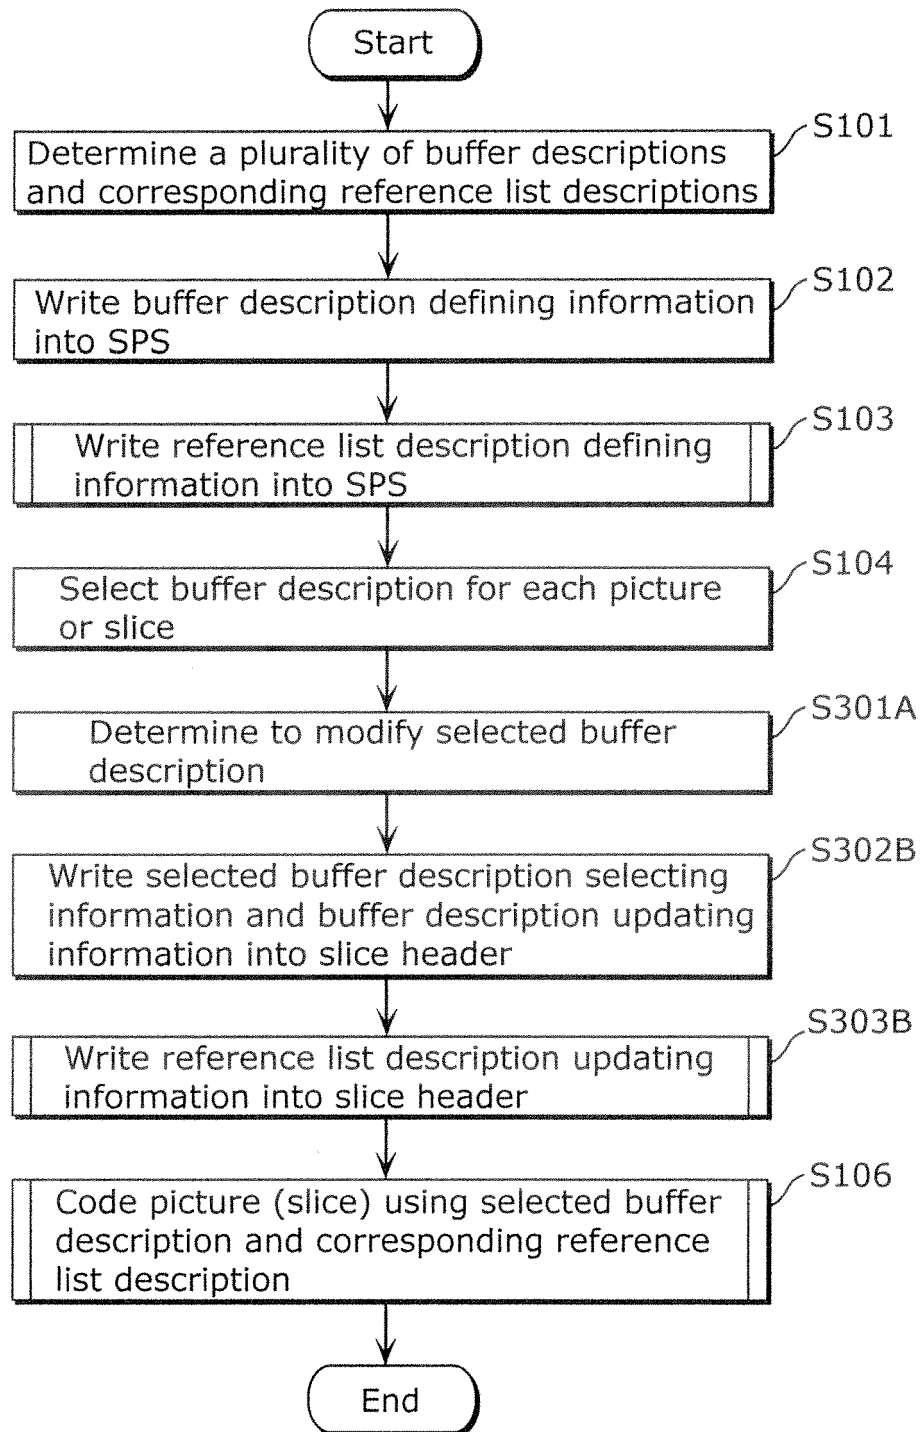 Start
S101
Determine a plurality of buffer descriptions
and corresponding reference list descriptions
S102
Write buffer description defining information
into SPS
S103
Write reference list description defining
information into SPS
S104
Select buffer description for each picture
or slice
S301A
Determine to modify selected buffer
description
S302B
Write selected buffer description selecting
information and buffer description updating
information into slice header
S303B
Write reference list description updating
information into slice header
S106
Code picture (slice) using selected buffer
description and corresponding reference
list description
End